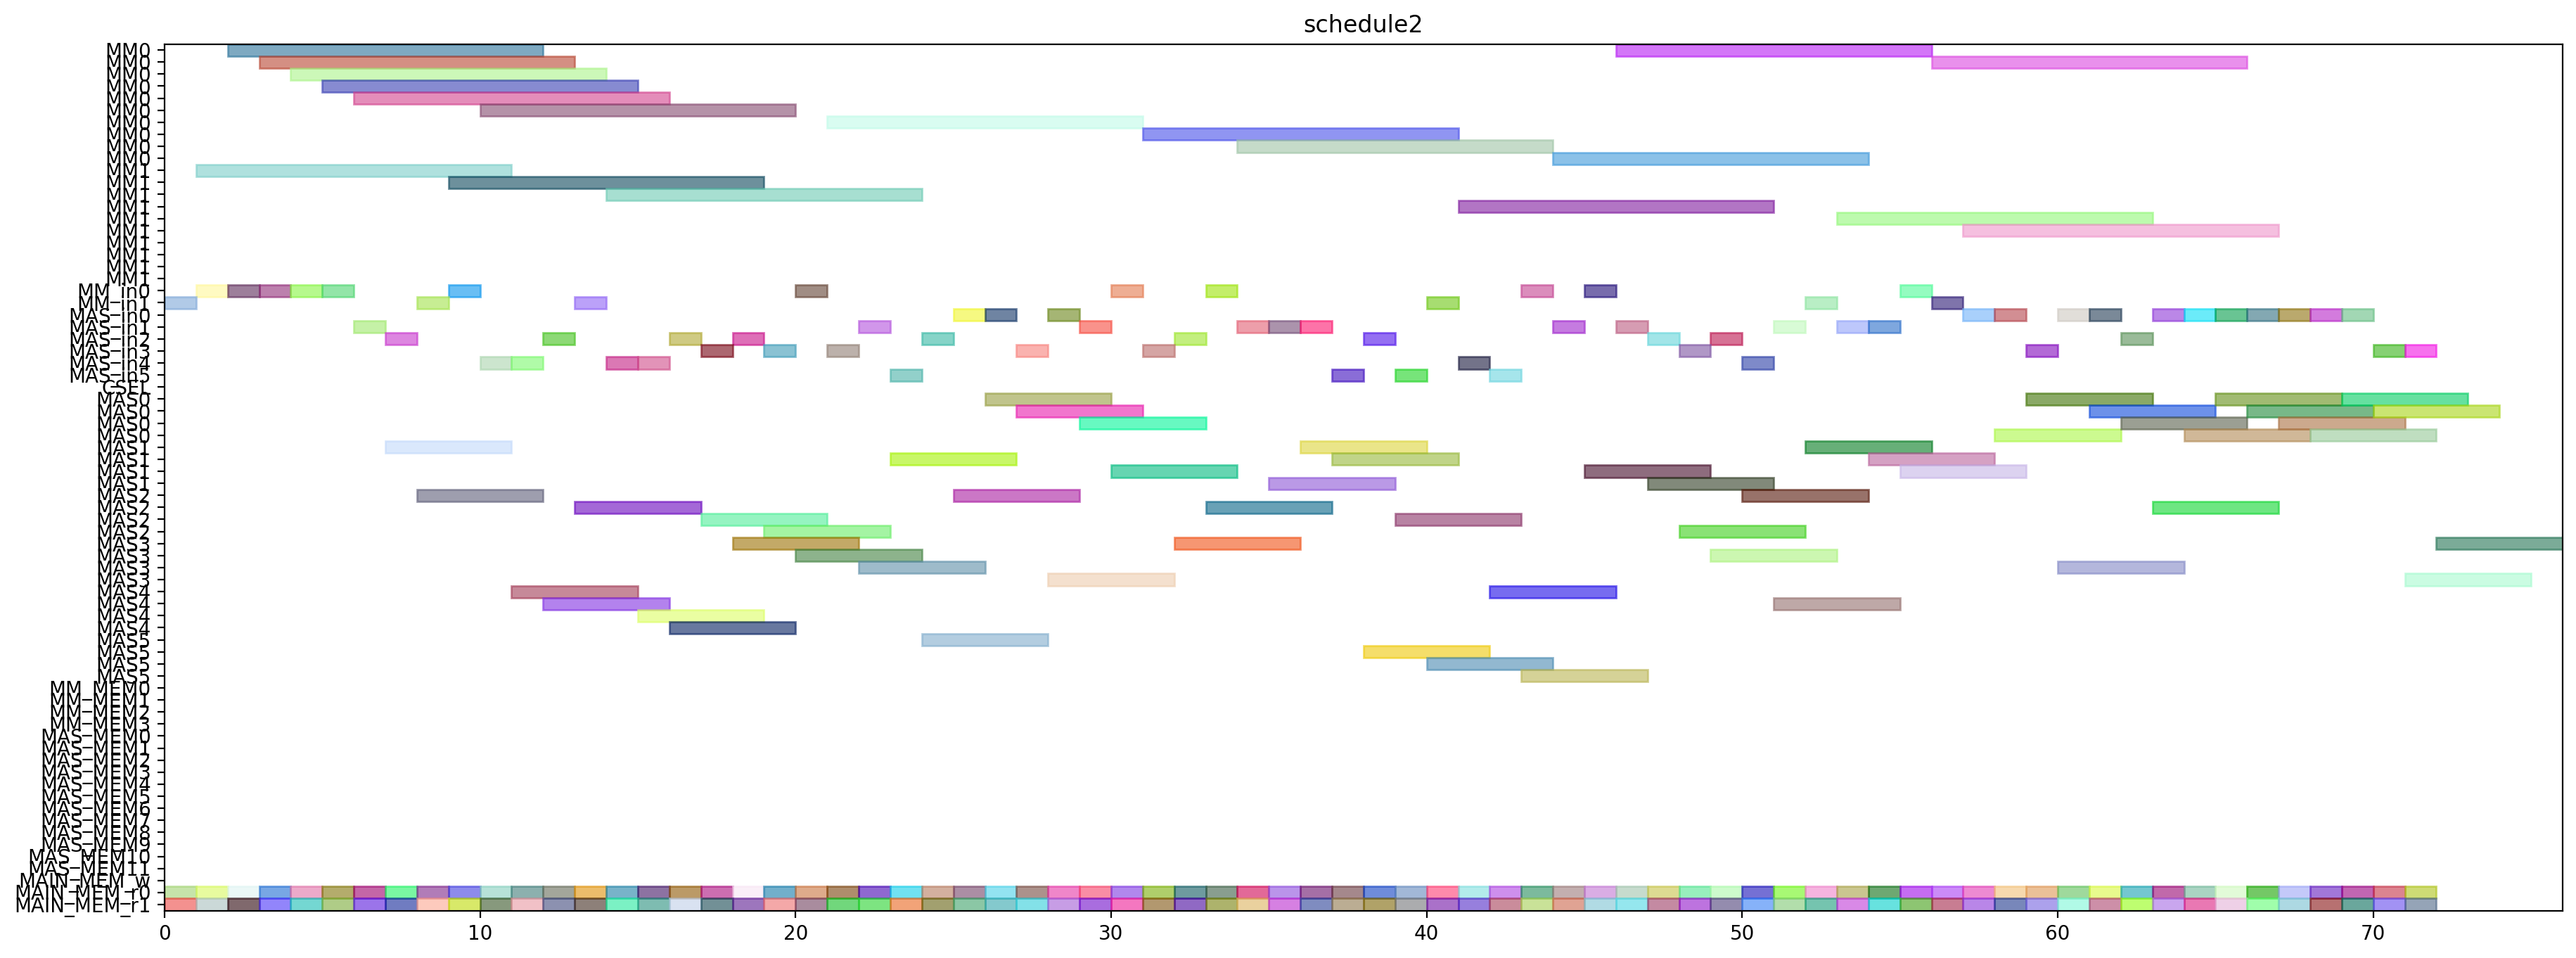 schedule2
MM0
MM0
MM0
MM0
MM0
MM0
MM0
MM0
MM0
MM0
MM1
MM1
MM1
MM1
MM1
MM1
MM1
MM1
MM1
MM1
MM_in0
MM_in1
MAS_in0
MAS_in1
MAS_in2
MAS_in3
MAS_in4
MAS_in5
CSEL
MAS0
MAS0
MAS0
MAS0
MAS1
MAS1
MAS1
MAS1
MAS2
MAS2
MAS2
MAS2
MAS3
MAS3
MAS3
MAS3
MAS4
MAS4
MAS4
MAS4
MAS5
MAS5
MAS5
MAS5
MM_MEM0
MM_MEM1
MM_MEM2
MM_MEM3
MAS_MEM0
MAS_MEM1
MAS_MEM2
MAS_MEM3
MAS_MEM4
MAS_MEM5
MAS_MEM6
MAS_MEM7
MAS_MEM8
MAS_MEM9
MAS_MEM10
MAS_MEM11
MAIN_MEM_w
MAIN_MEM_r0
MAIN_MEM_r1
0 10 20 30 40 50 60 70